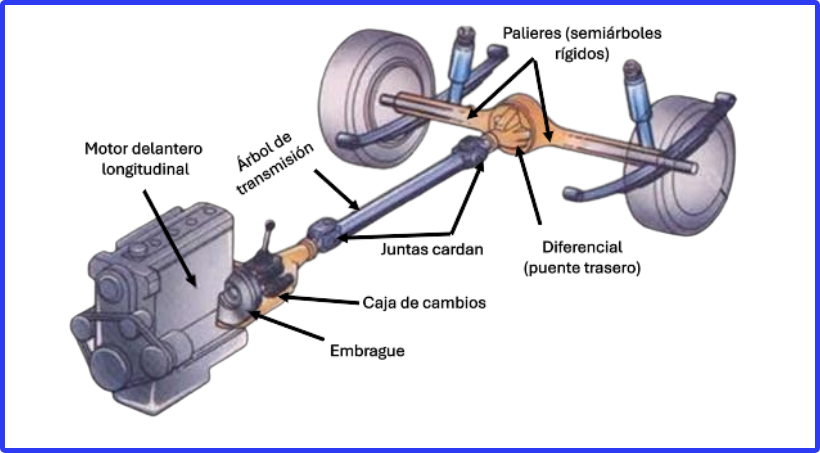 Palieres (semiárboles
rígidos)
Motor delantero
longitudinal
Árbol de
transmisión
Juntas cardan
Diferencial
(puente trasero)
Caja de cambios
Embrague